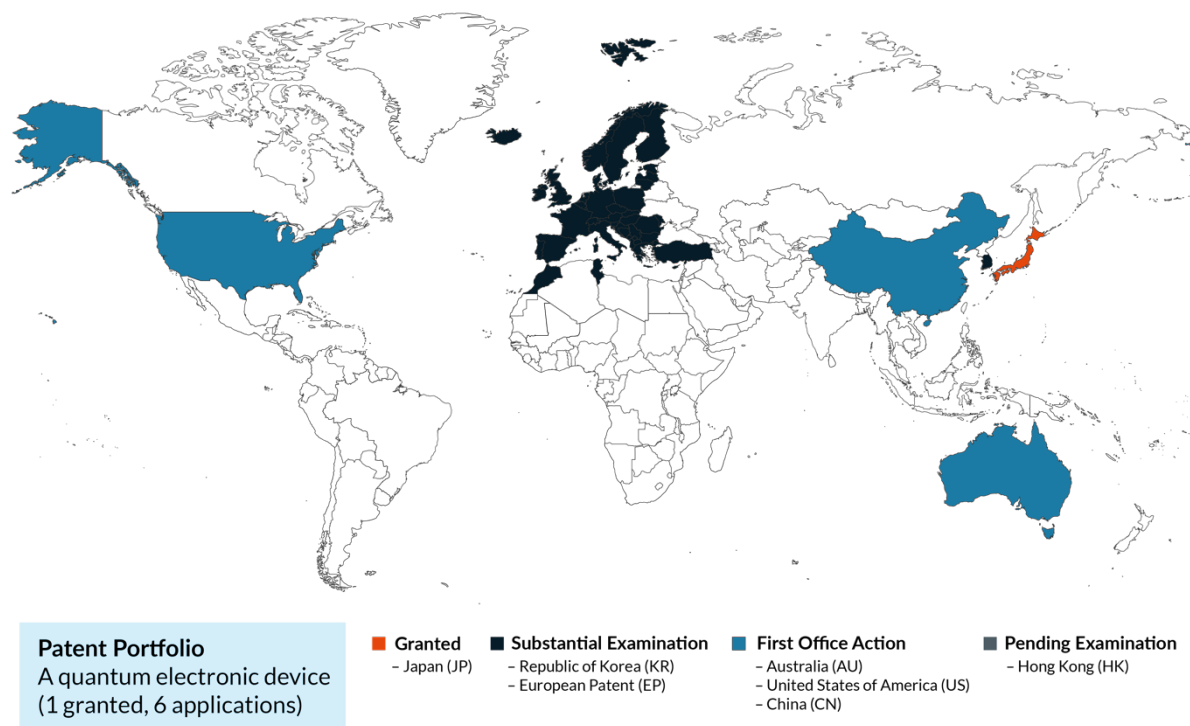 Patent Portfolio
A quantum electronic device
(1 granted, 6 applications)
Granted
– Japan (JP)
Substantial Examination
– Republic of Korea (KR)
– European Patent (EP)
First Office Action
– Australia (AU)
– United States of America (US)
– China (CN)
Pending Examination
– Hong Kong (HK)